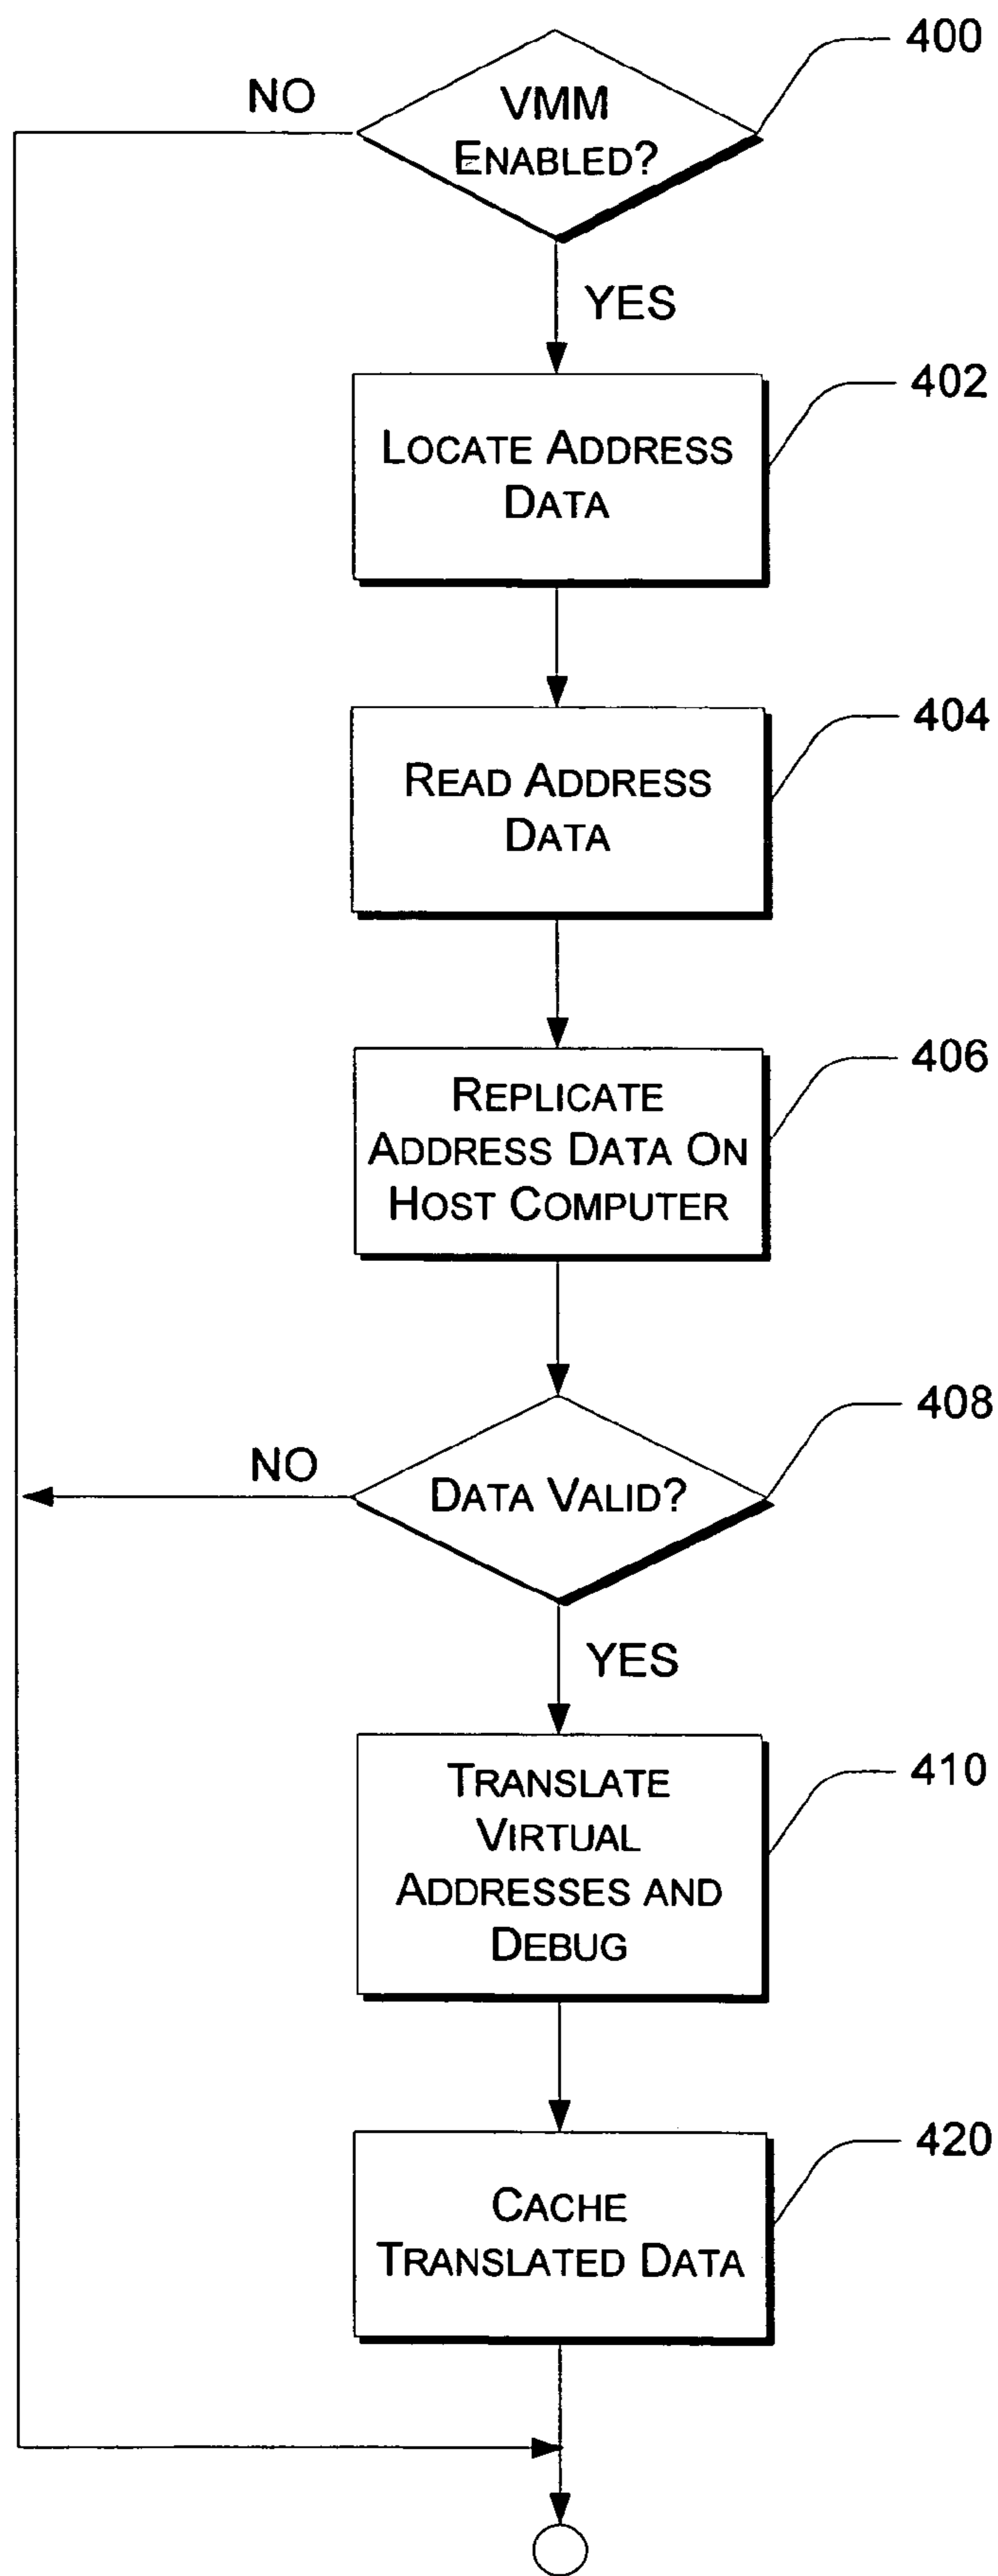 400
NO
VMM
ENABLED?
YES
402
LOCATE ADDRESS
DATA
404
READ ADDRESS
DATA
406
REPLICATE
ADDRESS DATA ON
HOST COMPUTER
408
NO
DATA VALID?
YES
410
TRANSLATE
VIRTUAL
ADDRESSES AND
DEBUG
420
CACHE
TRANSLATED DATA